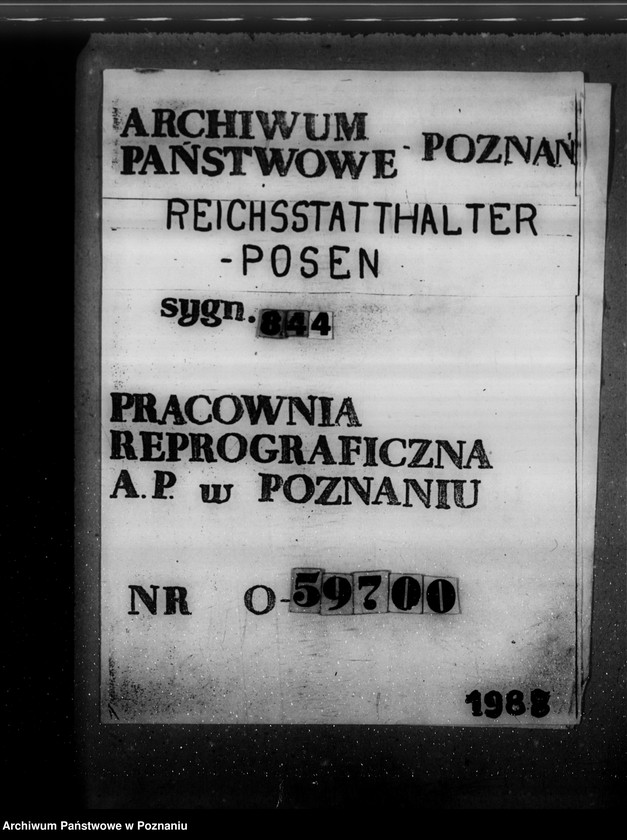 ARCHIWUM
PAŃSTWOWE - POZNAŃ
REICHSSTATTHALTER
-POSEN
sygn. 844
PRACOWNIA
REPROGRAFICZNA
A.P. w POZNANIU
NR O-59700
1988
Archiwum Państwowe w Poznaniu